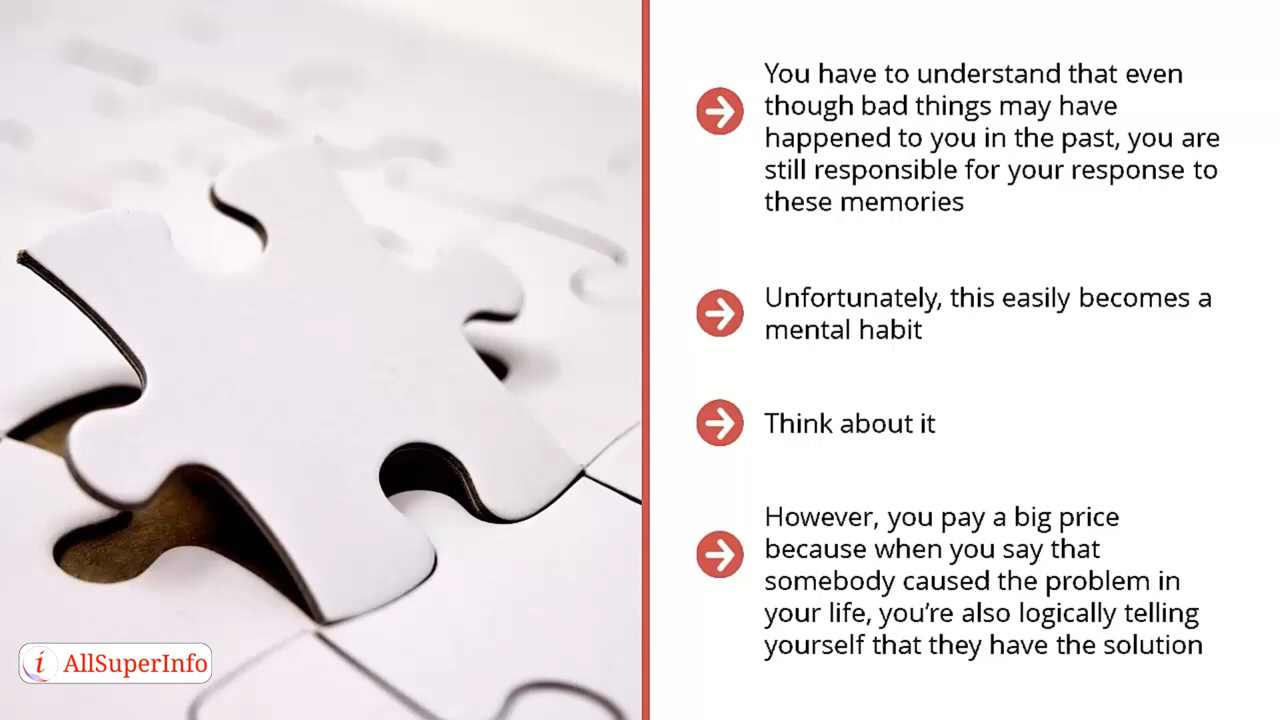 You have to understand that even
though bad things may have
happened to you in the past, you are
still responsible for your response to
these memories
Unfortunately, this easily becomes a
mental habit
Think about it
However, you pay a big price
because when you say that
somebody caused the problem in
your life, you’re also logically telling
yourself that they have the solution
i AllSuperInfo